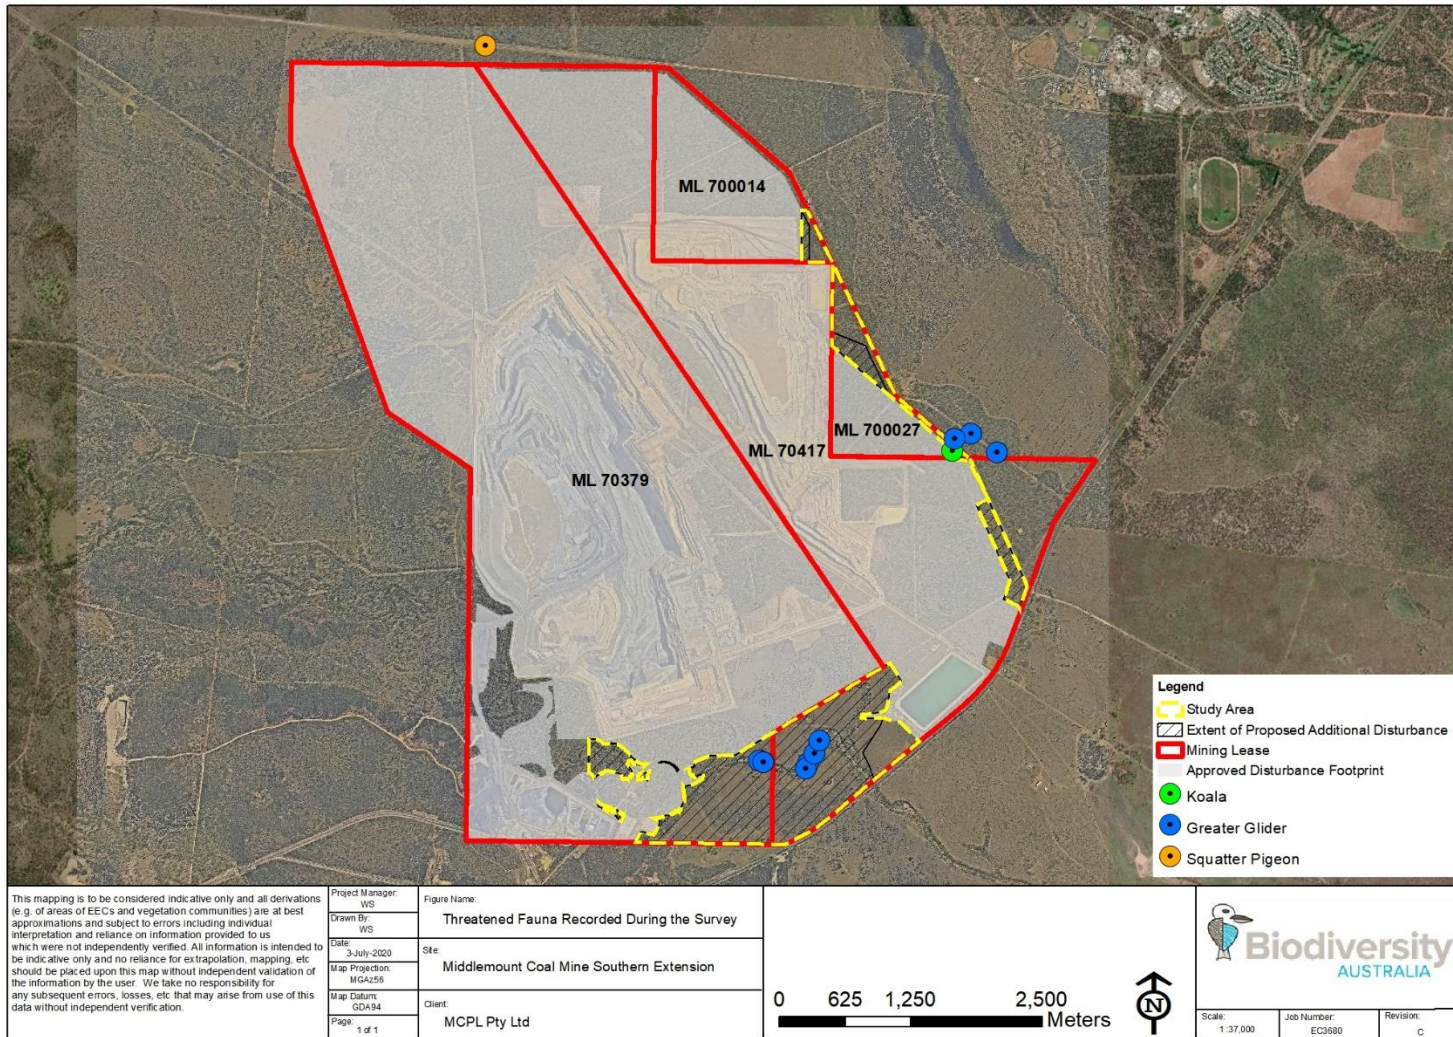 ML 700014
ML 700027
ML 70417
ML 70379
Legend
Study Area
Extent of Proposed Additional Disturbance
Mining Lease
Approved Disturbance Footprint
Koala
Greater Glider
Squatter Pigeon
This mapping is to be considered indicative only and all derivations
(e.g. of areas of EECs and vegetation communities) are at best
approximations and subject to errors including individual
interpretation and reliance on information provided to us
which were not independently verified. All information is intended to
be indicative only and no reliance for extrapolation, mapping, etc
should be placed upon this map without independent validation of
the information by the user. We take no responsibility for
any subsequent errors, losses, etc that may arise from use of this
data without independent verification.
Project Manager:
WS
Drawn By:
WS
Date:
3-July-2020
Map Projection:
MGAz56
Map Datum:
GDA94
Page:
1 of 1
Figure Name:
Threatened Fauna Recorded During the Survey
Site:
Middlemount Coal Mine Southern Extension
Client:
MCPL Pty Ltd
0 625 1,250 2,500
Meters
N
Biodiversity
AUSTRALIA
Scale:
1:37,000
Job Number:
EC3680
Revision:
C